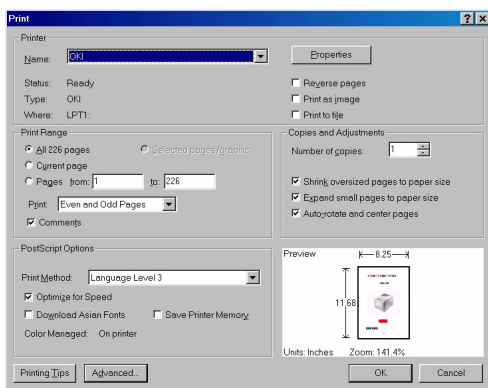 Print
Printer
Name: OKI
Properties
Status: Ready
Type: OKI
Where: LPT1:
Reverse pages
Print as image
Print to file
Print Range
All 226 pages
Selected pages/graphic
Current page
Pages from: 1 to: 226
Print: Even and Odd Pages
Comments
Copies and Adjustments
Number of copies: 1
Shrink oversized pages to paper size
Expand small pages to paper size
Auto-rotate and center pages
PostScript Options
Print Method: Language Level 3
Optimize for Speed
Download Asian Fonts
Save Printer Memory
Color Managed: On printer
Preview
8.25
11.68
Units: Inches Zoom: 141.4%
Printing Tips
Advanced...
OK
Cancel